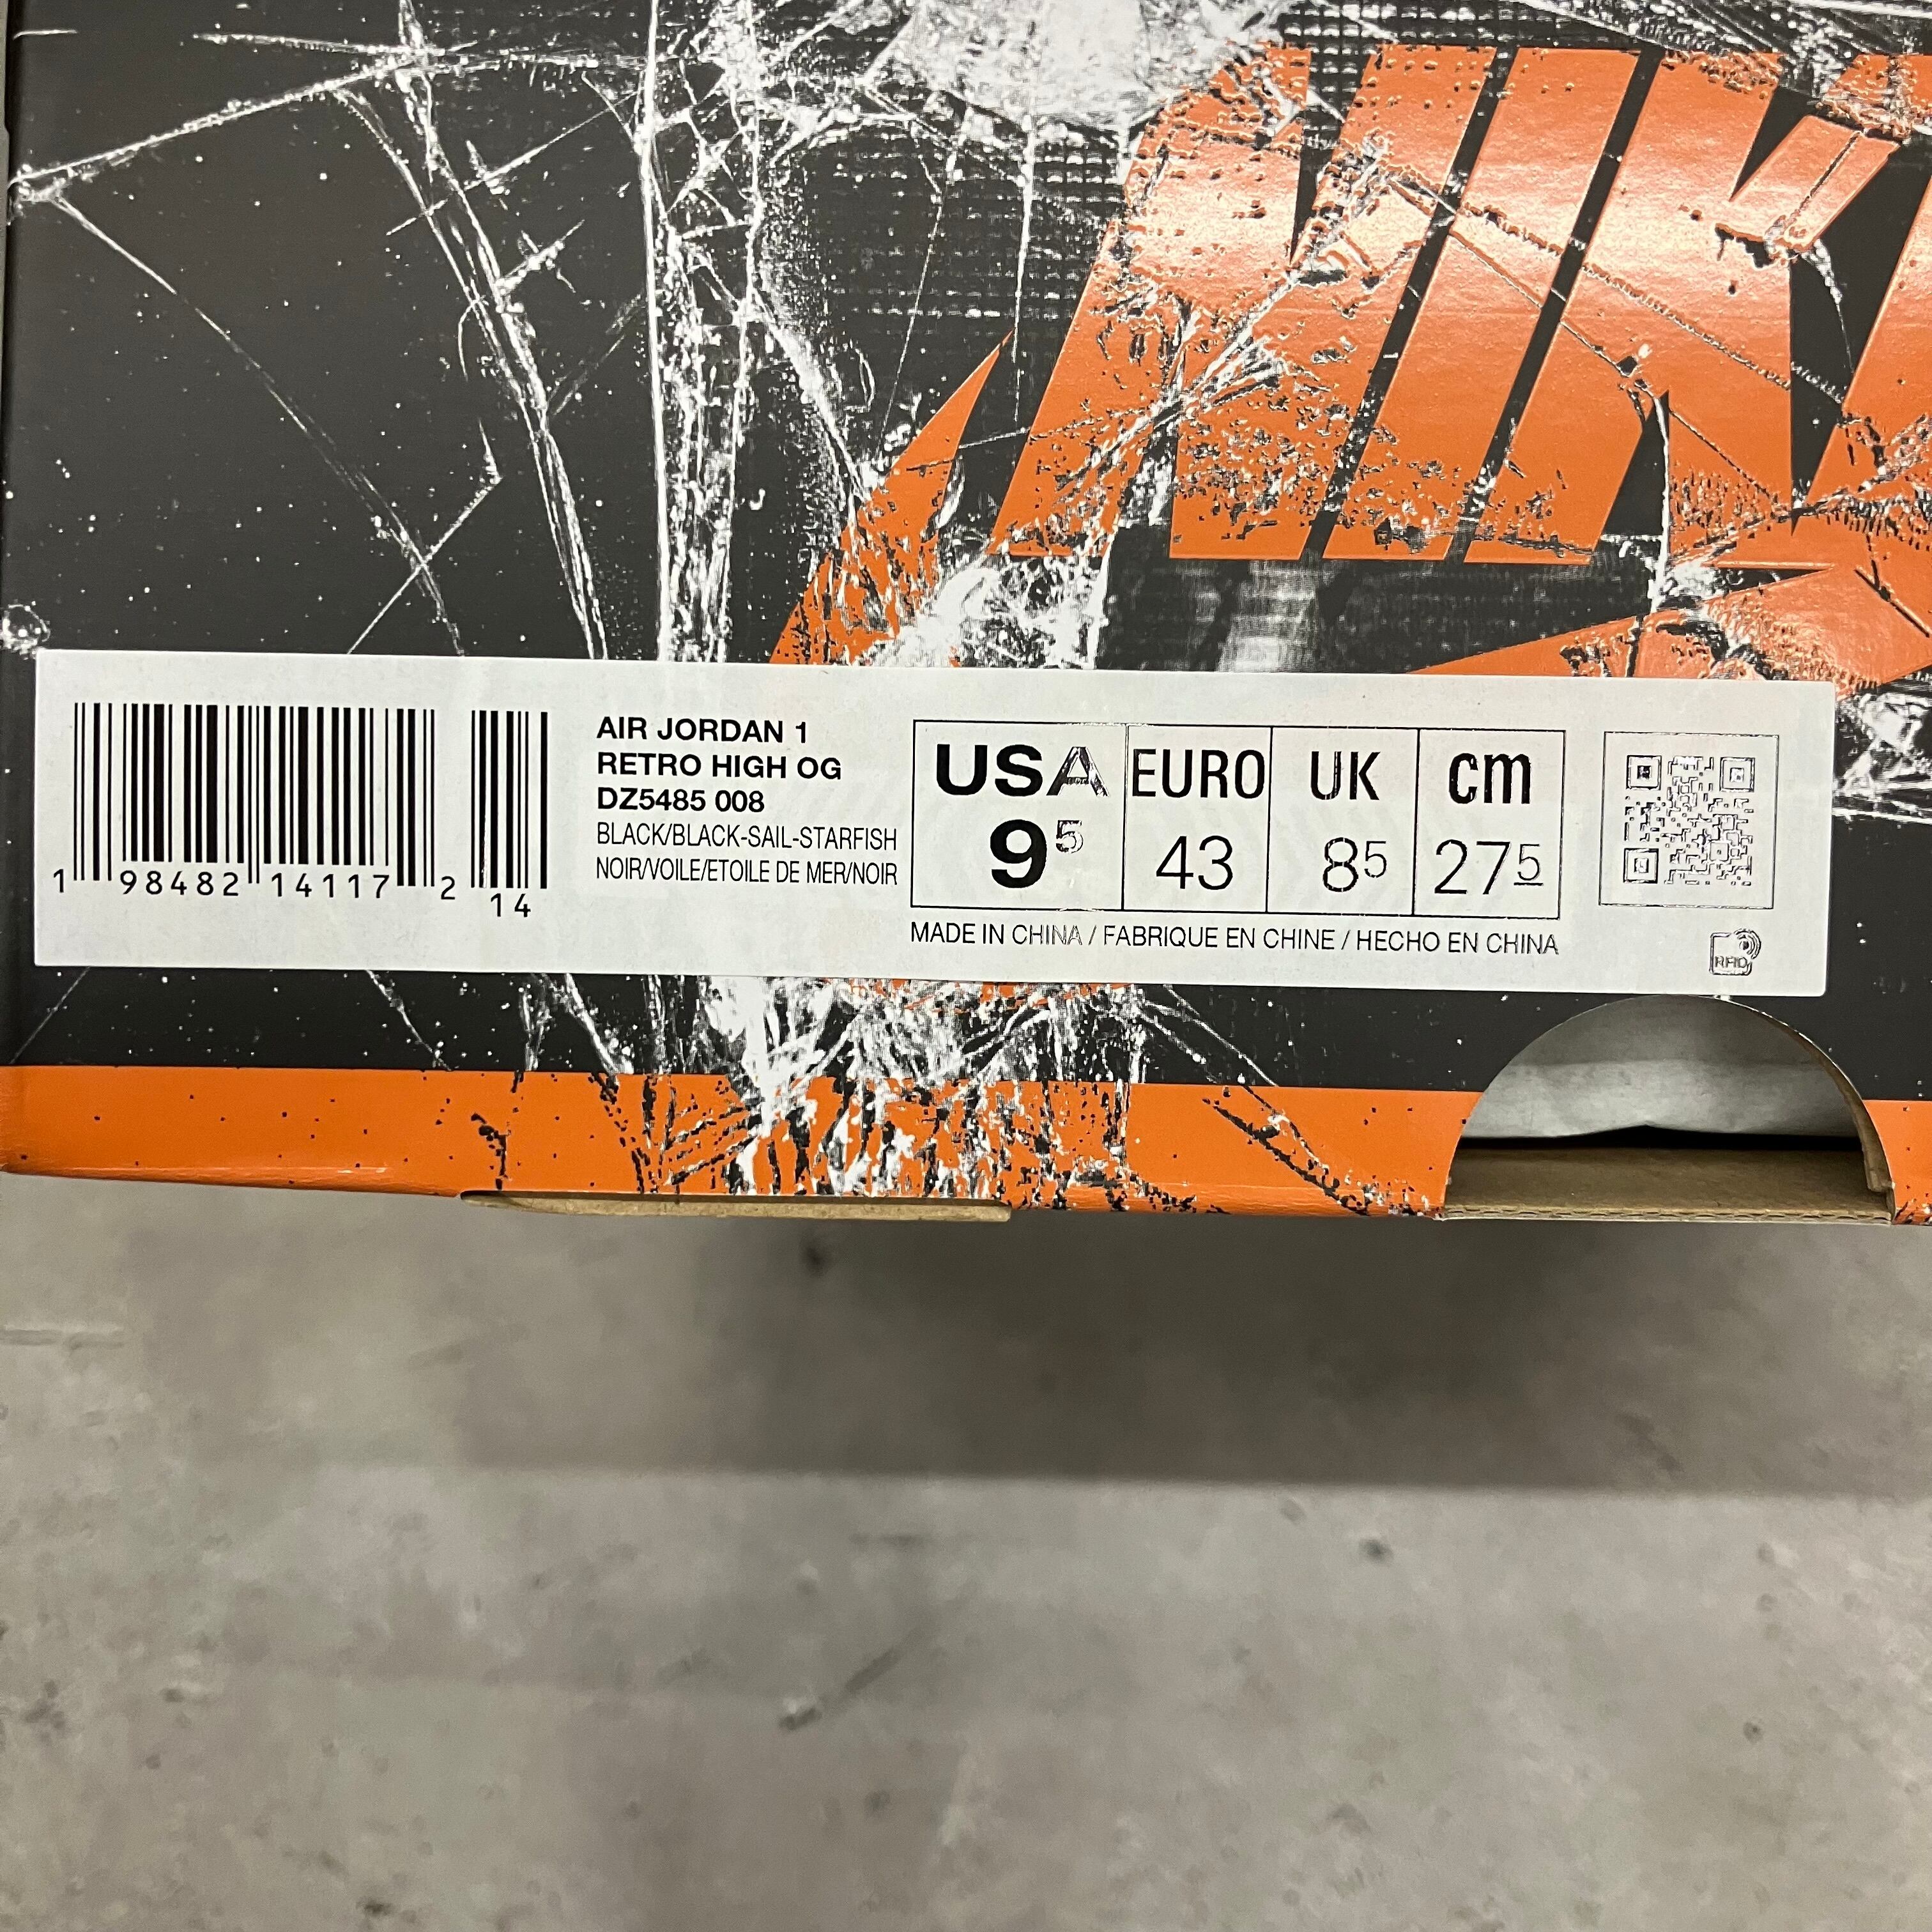 NIK
1 98482 14117 2 14
AIR JORDAN 1
RETRO HIGH OG
DZ5485 008
BLACK/BLACK-SAIL-STARFISH
NOIR/VOILE/ETOILE DE MER/NOIR
USA EURO UK cm
9⁵ 43 8⁵ 27⁵
MADE IN CHINA / FABRIQUE EN CHINE / HECHO EN CHINA
RFID